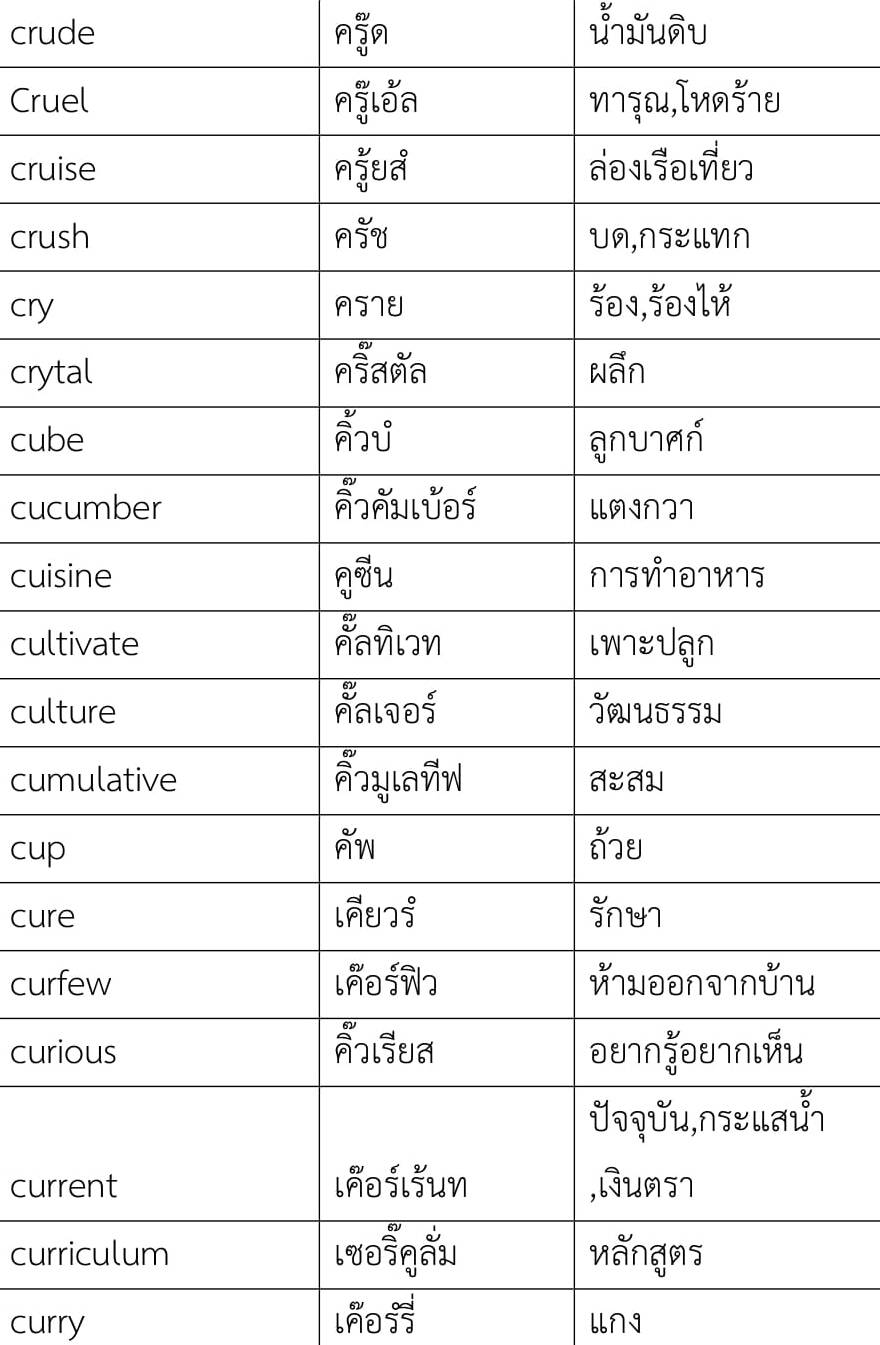 crude ครู๊ด น้ำมันดิบ
Cruel ครู๊เอ้ล ทารุณ,โหดร้าย
cruise ครู้ยสํ ล่องเรือเที่ยว
crush ครัช บด,กระแทก
cry คราย ร้อง,ร้องไห้
crytal คริ๊สตัล ผลึก
cube คิ้วบํ ลูกบาศก์
cucumber คิ๊วคัมเบ้อร์ แตงกวา
cuisine คูซีน การทำอาหาร
cultivate คั๊ลทิเวท เพาะปลูก
culture คั๊ลเจอร์ วัฒนธรรม
cumulative คิ๊วมูเลทีฟ สะสม
cup คัพ ถ้วย
cure เคียวรํ รักษา
curfew เค๊อร์ฟิว ห้ามออกจากบ้าน
curious คิ๊วเรียส อยากรู้อยากเห็น
ปัจจุบัน,กระแสน้ำ
current เค๊อร์เร้นท ,เงินตรา
curriculum เซอริ๊คูลั่ม หลักสูตร
curry เค๊อรํรี่ แกง